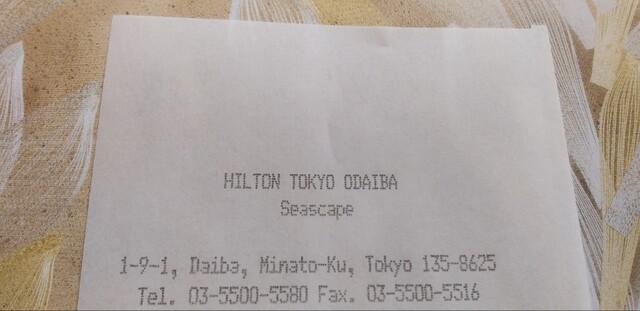 HILTON TOKYO ODAIBA
Seascape
1-9-1, Daiba, Minato-Ku, Tokyo 135-8625
Tel. 03-5500-5580 Fax. 03-5500-5516